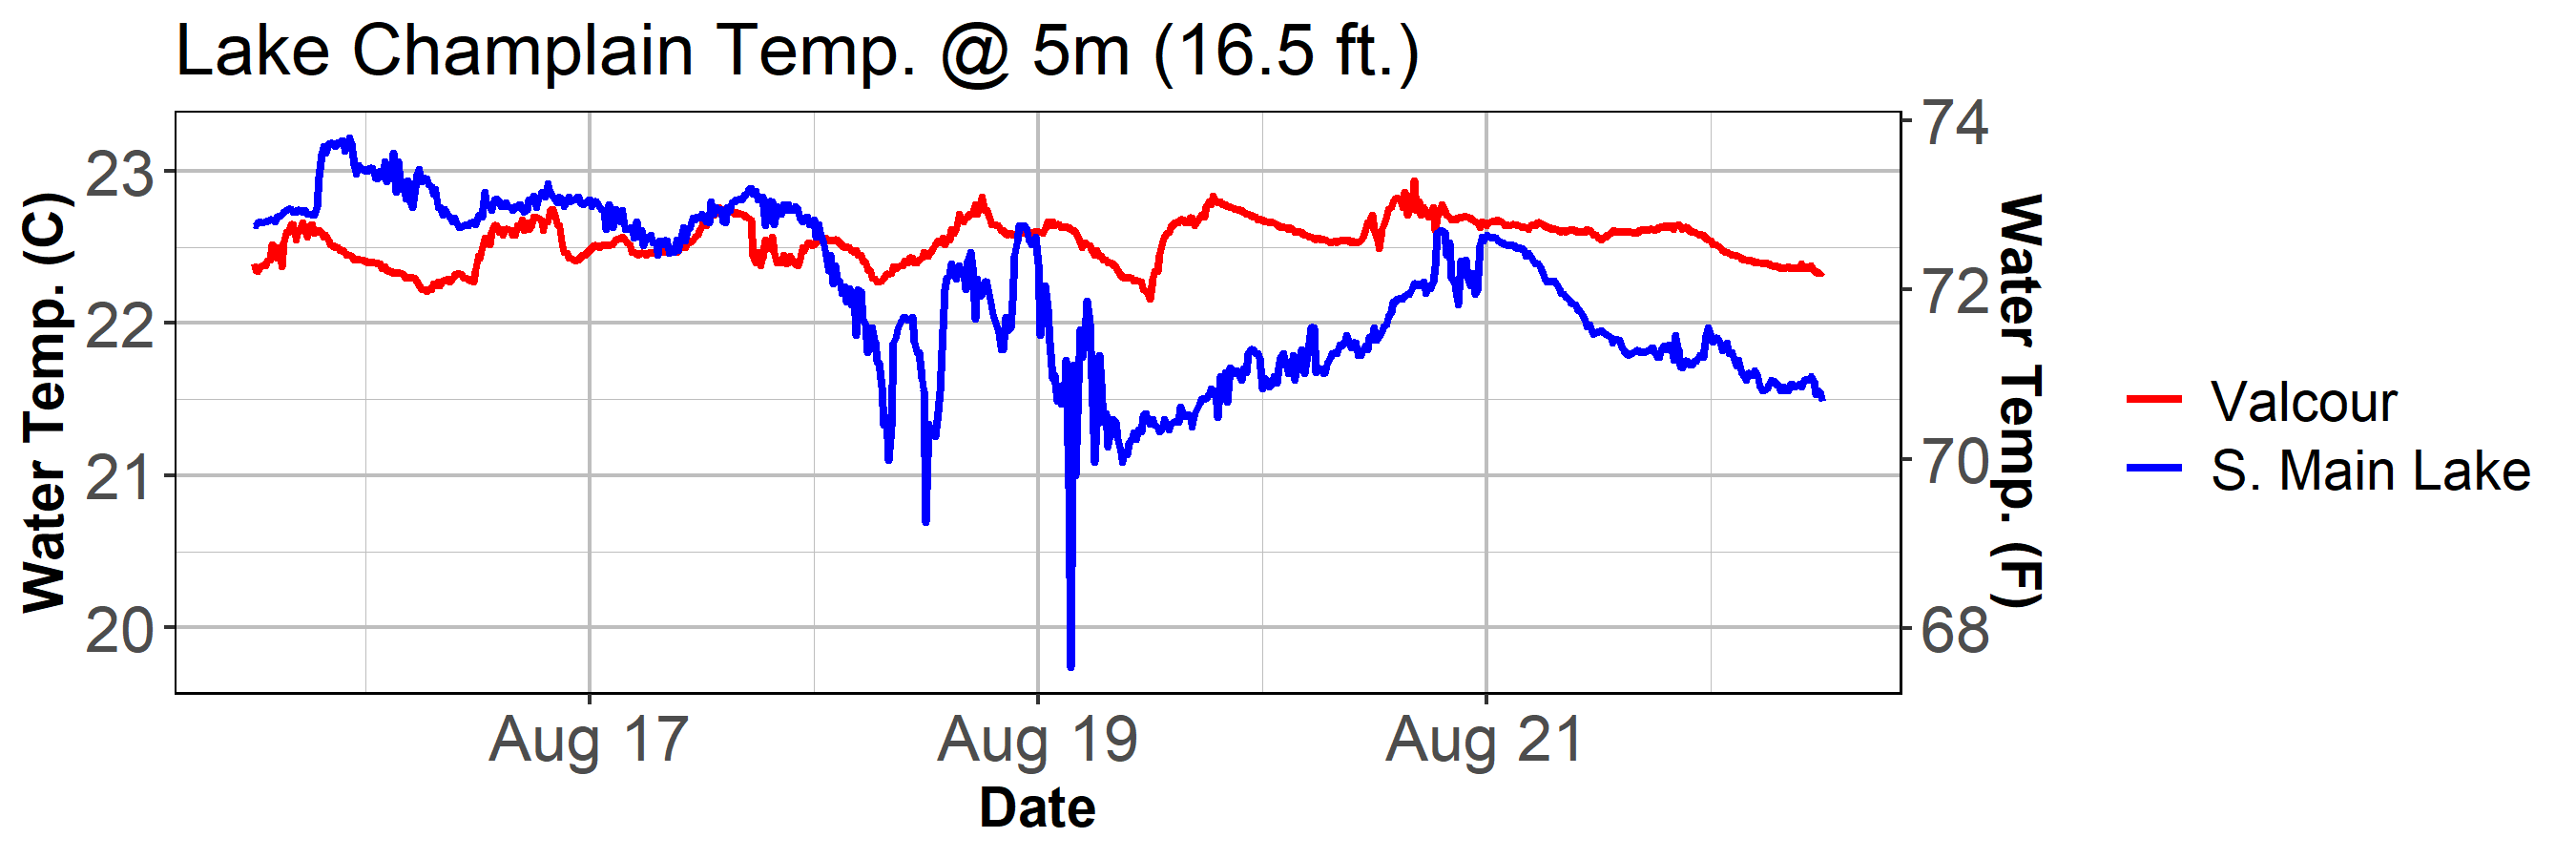 Lake Champlain Temp. @ 5m (16.5 ft.)
Water Temp. (C)
23
22
21
20
74
72
70
68
Water Temp. (F)
Aug 17
Aug 19
Aug 21
Date
Valcour
S. Main Lake